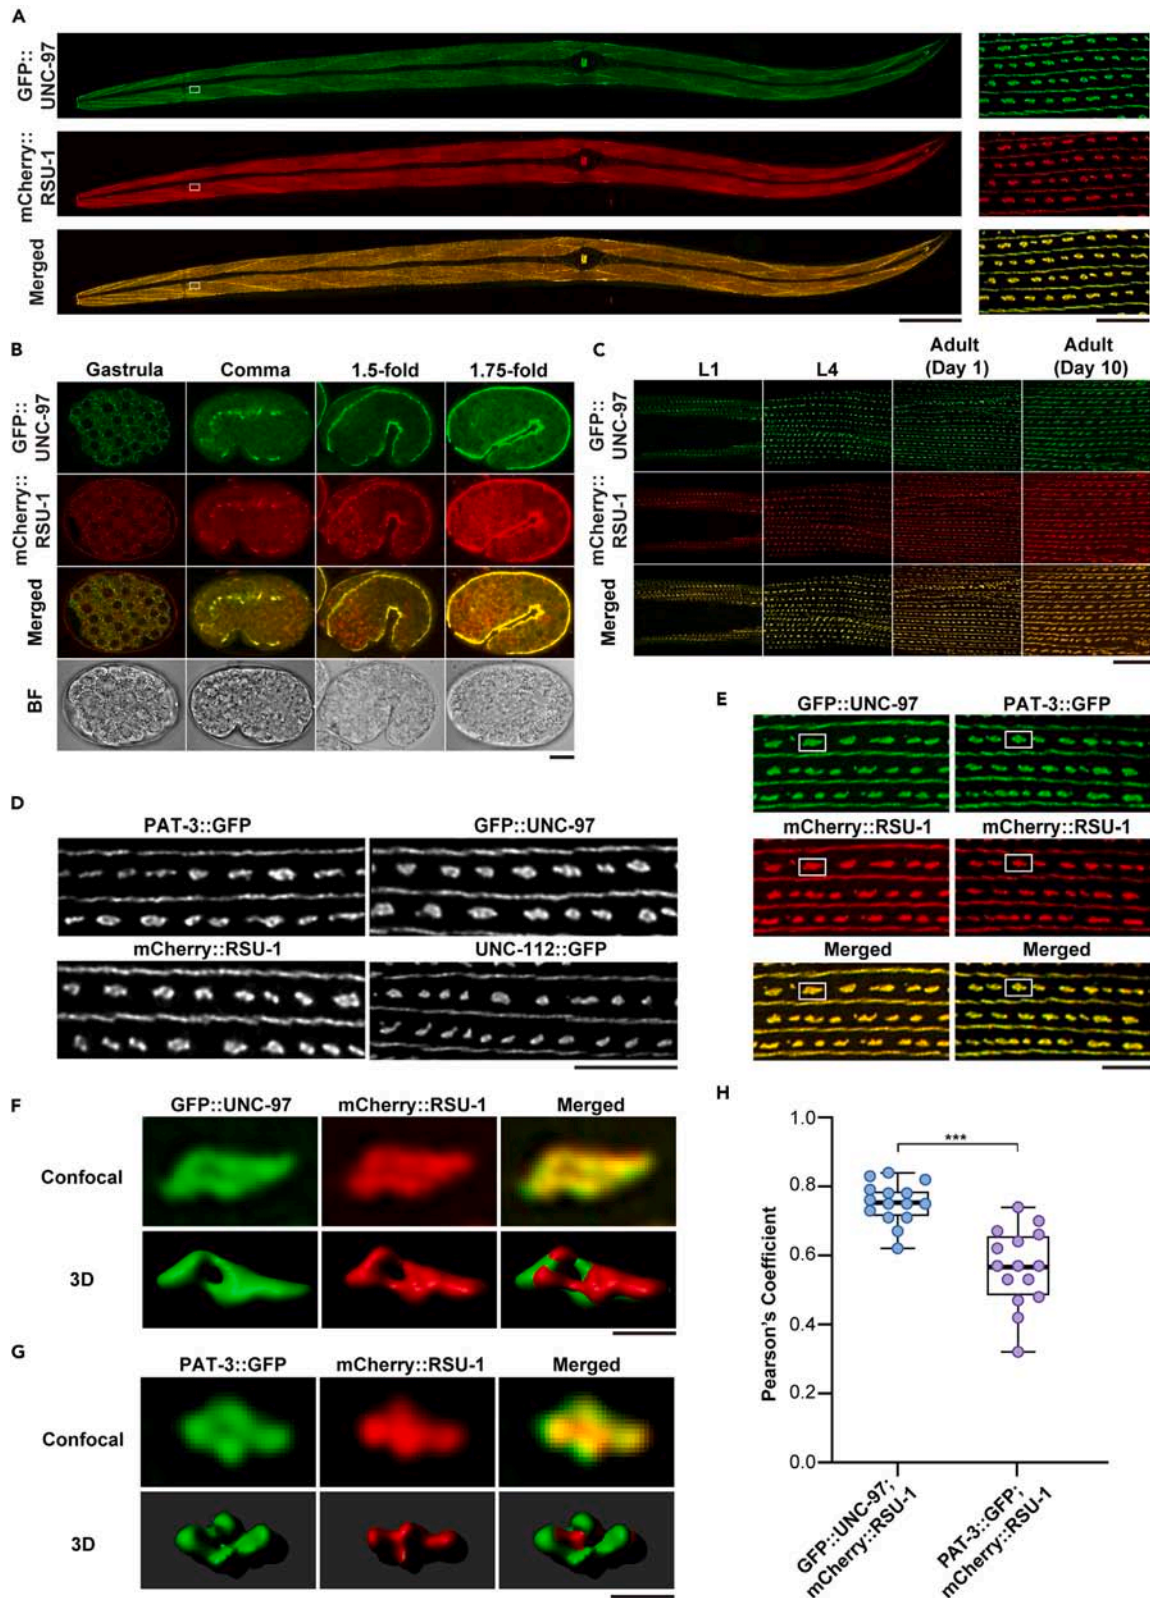 A
GFP::
UNC-97
mCherry::
RSU-1
Merged
B
Gastrula Comma 1.5-fold 1.75-fold
GFP::
UNC-97
mCherry::
RSU-1
Merged
BF
C
L1 L4 Adult (Day 1) Adult (Day 10)
GFP::
UNC-97
mCherry::
RSU-1
Merged
D
PAT-3::GFP GFP::UNC-97
mCherry::RSU-1 UNC-112::GFP
E
GFP::UNC-97 PAT-3::GFP
mCherry::RSU-1 mCherry::RSU-1
Merged Merged
F
GFP::UNC-97 mCherry::RSU-1 Merged
Confocal
3D
G
PAT-3::GFP mCherry::RSU-1 Merged
Confocal
3D
H
1.0
***
0.8
0.6
0.4
0.2
0.0
Pearson's Coefficient
GFP::UNC-97;
mCherry::RSU-1
PAT-3::GFP;
mCherry::RSU-1